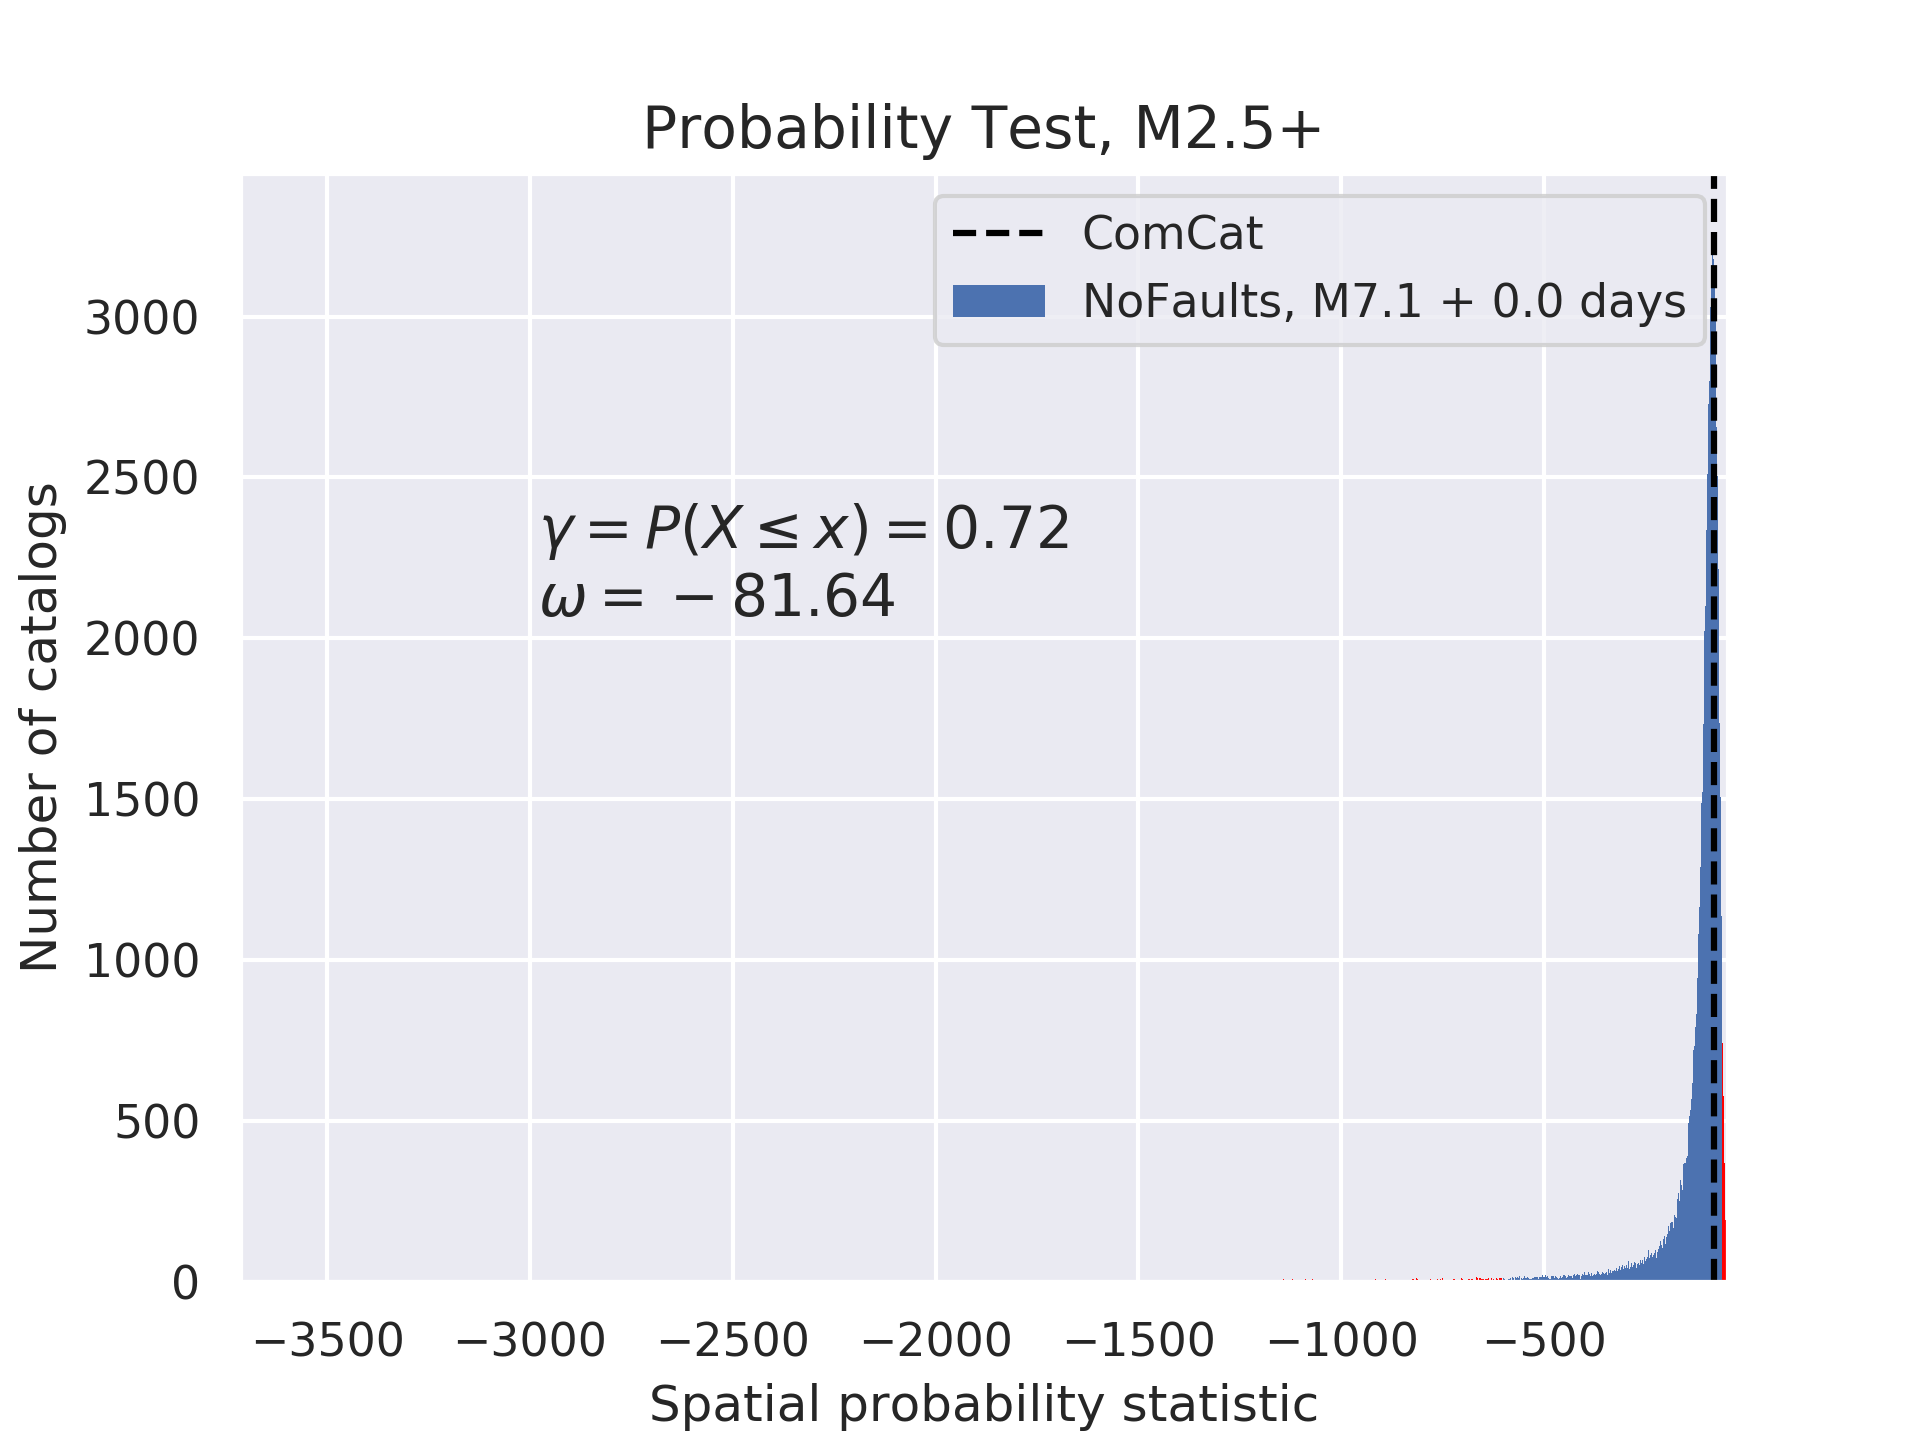 Probability Test, M2.5+
ComCat
NoFaults, M7.1 + 0.0 days
γ = P(X ≤ x) = 0.72
ω = −81.64
Number of catalogs
3000
2500
2000
1500
1000
500
0
−3500 −3000 −2500 −2000 −1500 −1000 −500
Spatial probability statistic